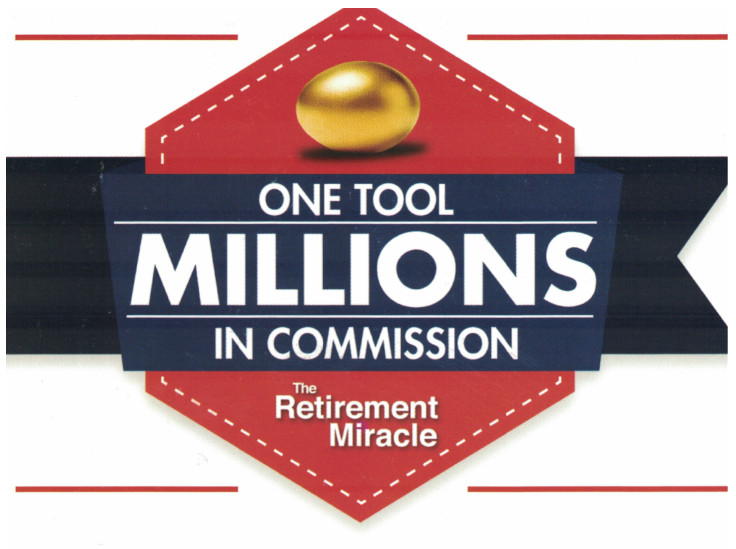 ONE TOOL
MILLIONS
IN COMMISSION
The
Retirement
Miracle